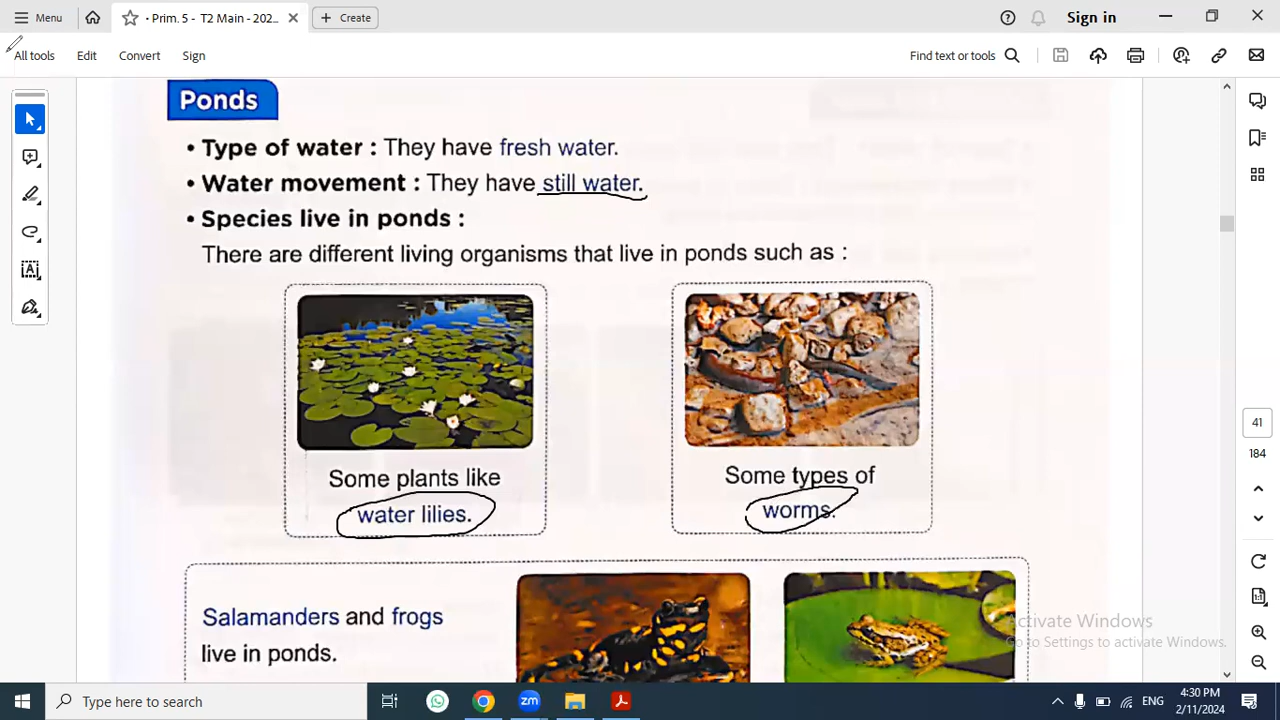 Menu
• Prim. 5 - T2 Main - 202...
Create
Sign in
All tools
Edit
Convert
Sign
Find text or tools
Ponds
• Type of water : They have fresh water.
• Water movement : They have still water.
• Species live in ponds :
There are different living organisms that live in ponds such as :
Some plants like
water lilies.
Some types of
worms.
Salamanders and frogs
live in ponds.
41
184
Activate Windows
Go to Settings to activate Windows.
Type here to search
ENG
4:30 PM
2/11/2024